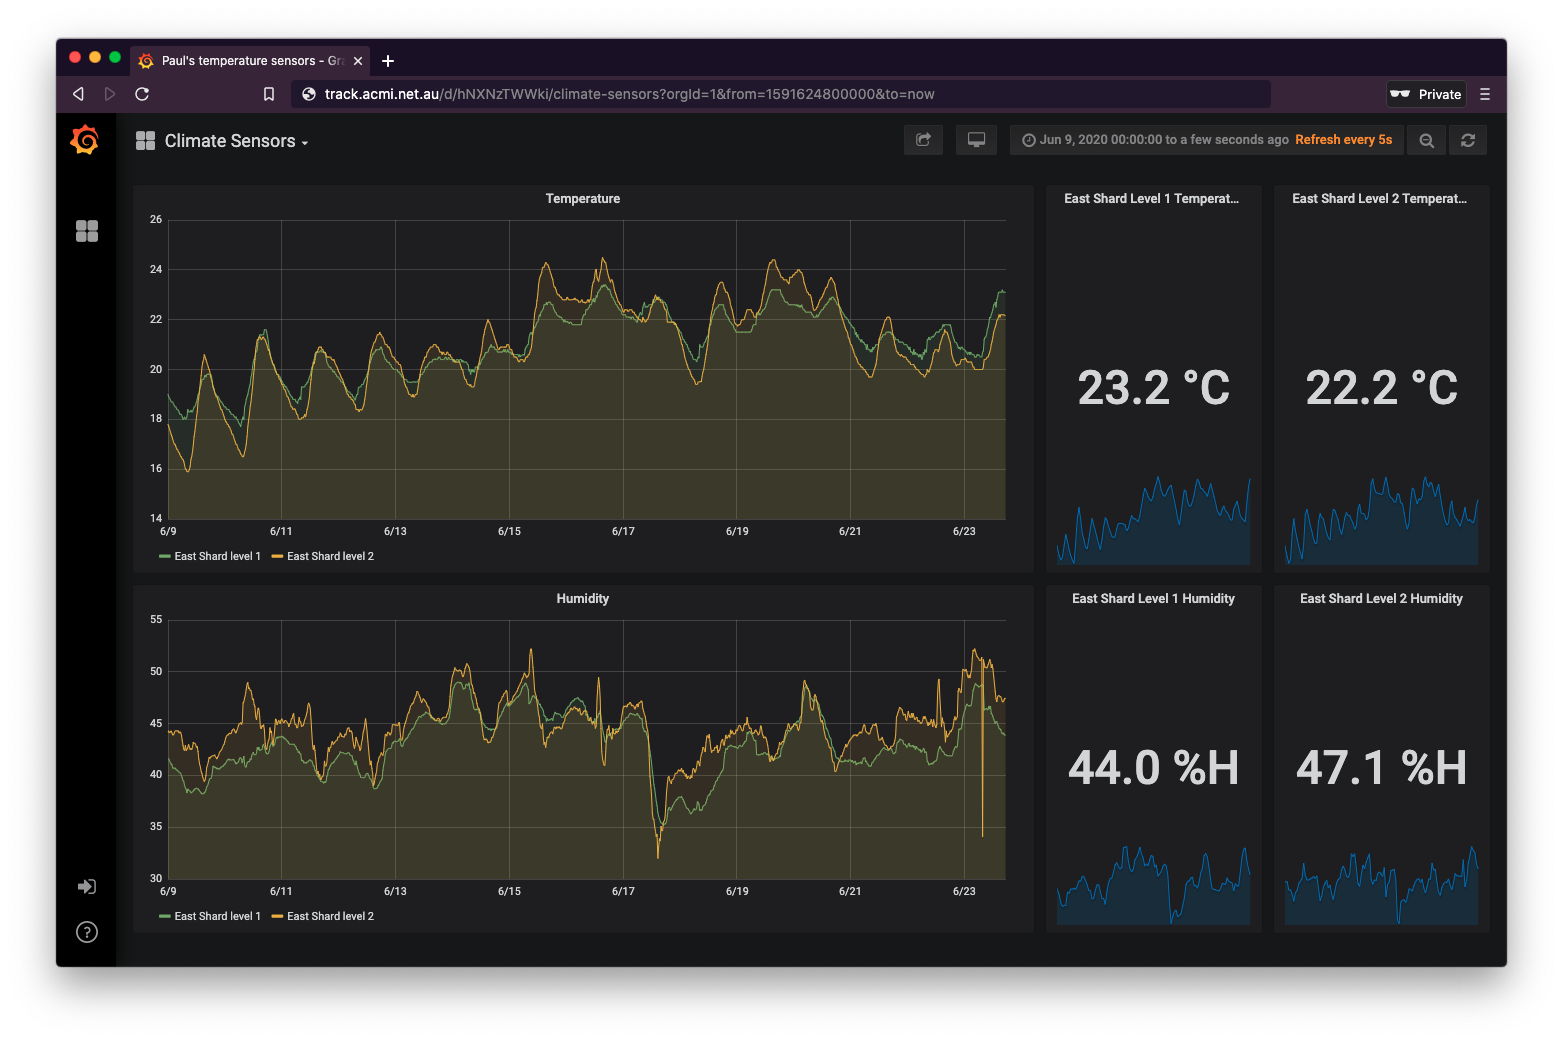 Paul's temperature sensors - Gra
track.acmi.net.au/d/hNXNzTWWki/climate-sensors?orgId=1&from=1591624800000&to=now
Private
Climate Sensors
Jun 9, 2020 00:00:00 to a few seconds ago Refresh every 5s
Temperature
26
24
22
20
18
16
14
6/9 6/11 6/13 6/15 6/17 6/19 6/21 6/23
East Shard level 1 East Shard level 2
East Shard Level 1 Temperat...
23.2 °C
East Shard Level 2 Temperat...
22.2 °C
Humidity
55
50
45
40
35
30
6/9 6/11 6/13 6/15 6/17 6/19 6/21 6/23
East Shard level 1 East Shard level 2
East Shard Level 1 Humidity
44.0 %H
East Shard Level 2 Humidity
47.1 %H
?